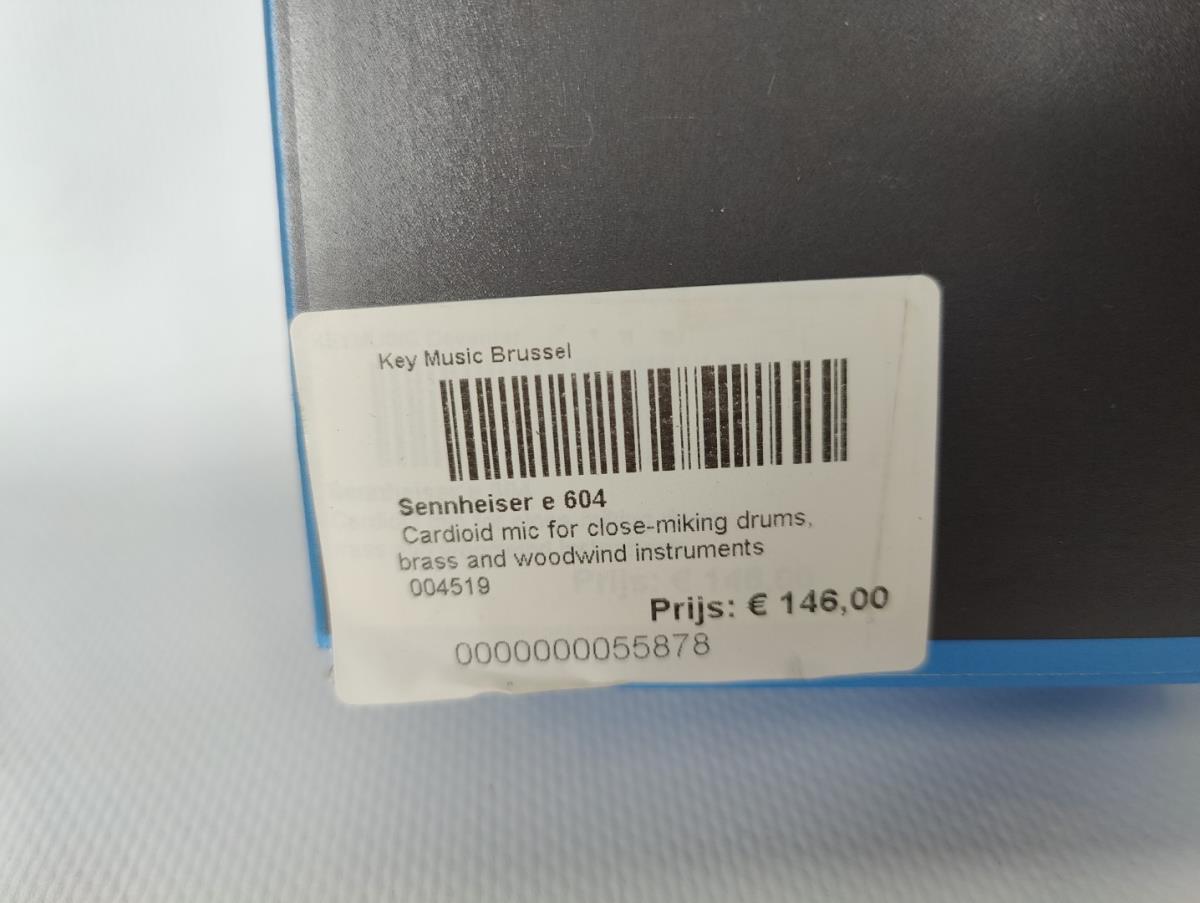 Key Music Brussel
Sennheiser e 604
Cardioid mic for close-miking drums,
brass and woodwind instruments
004519
Prijs: € 146,00
0000000055878